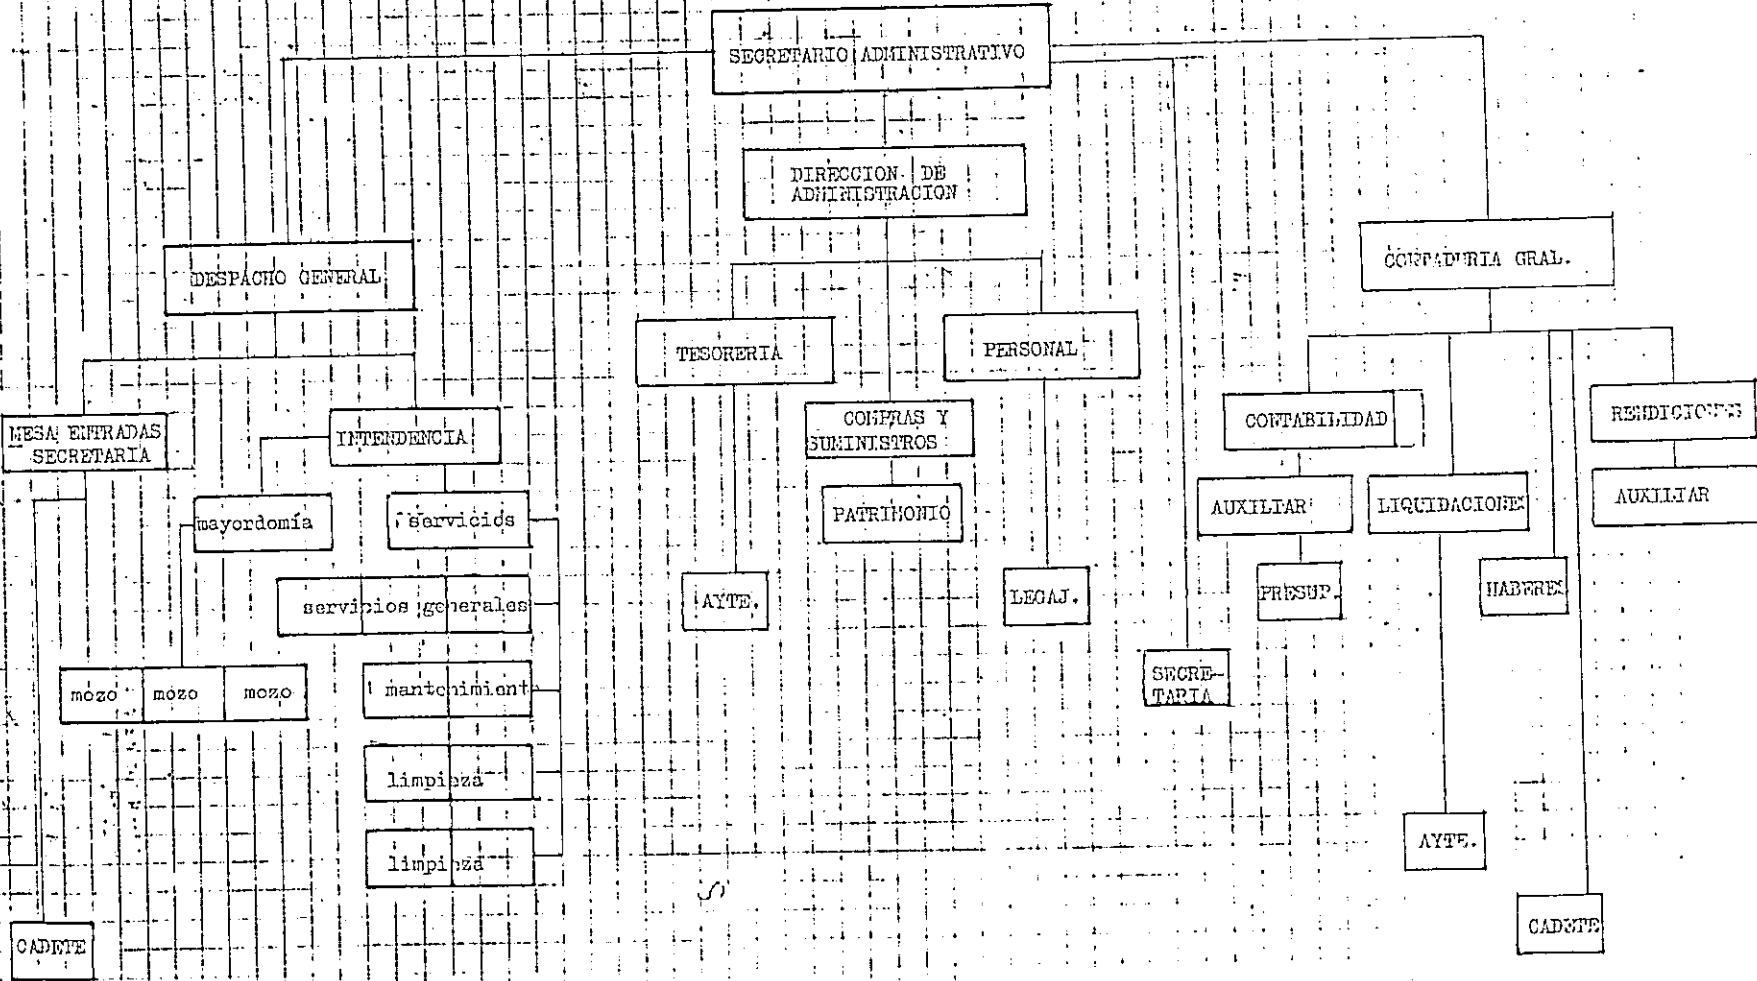 SECRETARIO ADMINISTRATIVO
DIRECCION DE
ADMINISTRACION
DESPACHO GENERAL
CONTADURIA GRAL.
TESORERIA
PERSONAL
MESA ENTRADAS
SECRETARIA
INTENDENCIA
COMPRAS Y
SUMINISTROS
CONTABILIDAD
RENDICIONES
mayordomía
servicios
PATRIMONIO
AUXILIAR
LIQUIDACIONES
AUXILIAR
servicios generales
AYTE.
LEGAJ.
PRESUP.
HABERES
mozo mozo mozo
mantenimient
SECRE-
TARIA
limpieza
limpieza
AYTE.
CADETE
CADETE